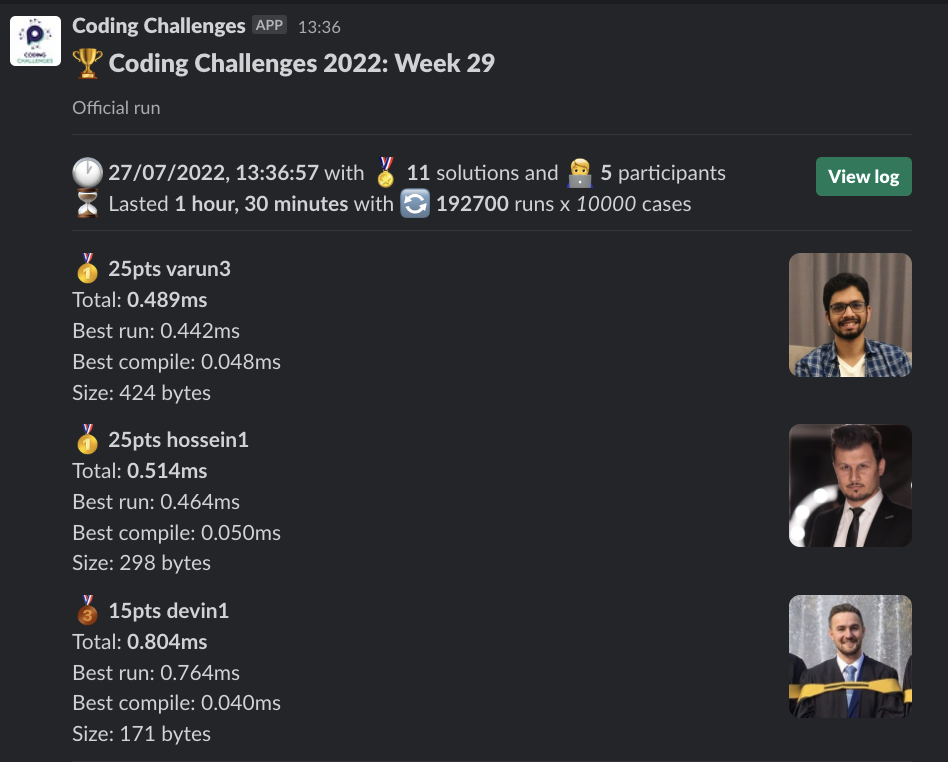 Coding Challenges APP 13:36
CODING
CHALLENGES
Coding Challenges 2022: Week 29
Official run
27/07/2022, 13:36:57 with 11 solutions and 5 participants
View log
Lasted 1 hour, 30 minutes with 192700 runs x 10000 cases
1 25pts varun3
Total: 0.489ms
Best run: 0.442ms
Best compile: 0.048ms
Size: 424 bytes
1 25pts hossein1
Total: 0.514ms
Best run: 0.464ms
Best compile: 0.050ms
Size: 298 bytes
3 15pts devin1
Total: 0.804ms
Best run: 0.764ms
Best compile: 0.040ms
Size: 171 bytes